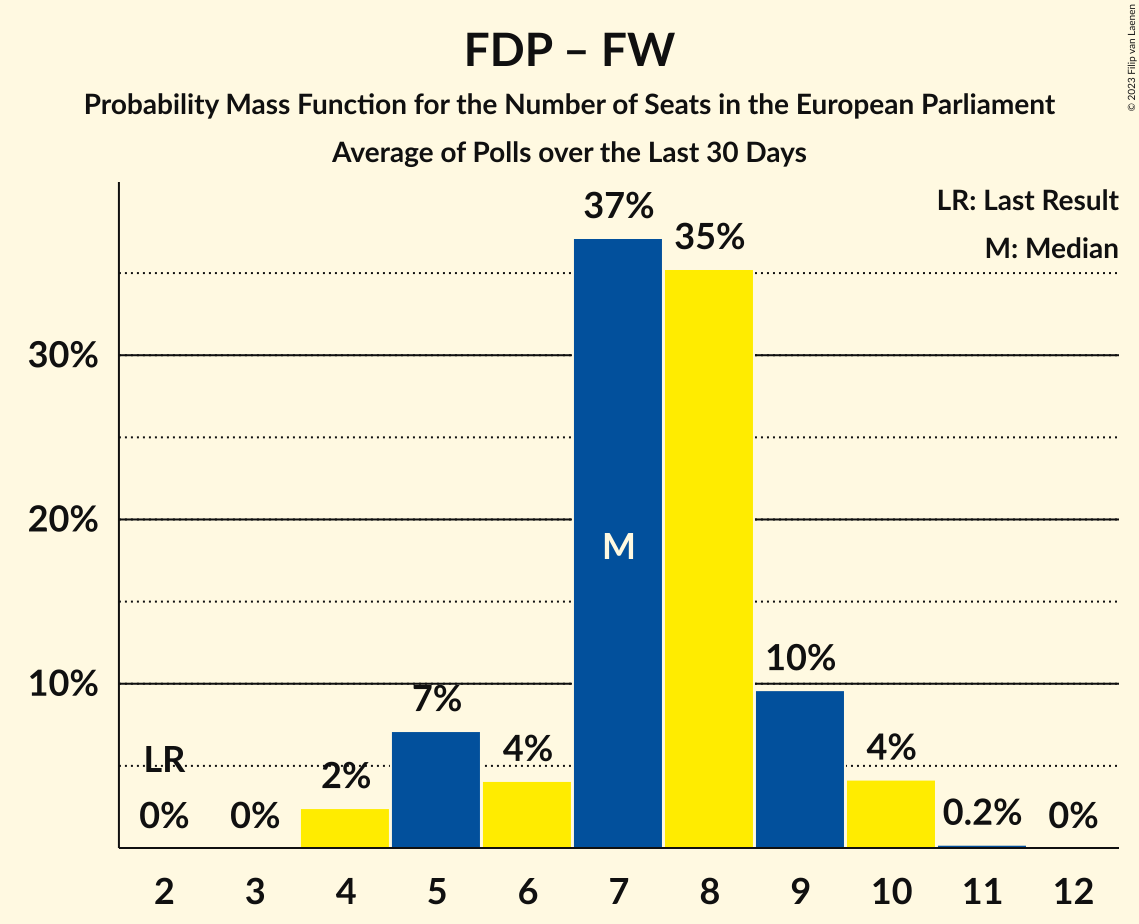 FDP – FW
Probability Mass Function for the Number of Seats in the European Parliament
Average of Polls over the Last 30 Days
© 2023 Filip van Laenen
LR: Last Result
M: Median
37%
35%
30%
20%
M
10%
10%
7%
LR
4%
4%
2%
0%
0%
0.2%
0%
2 3 4 5 6 7 8 9 10 11 12